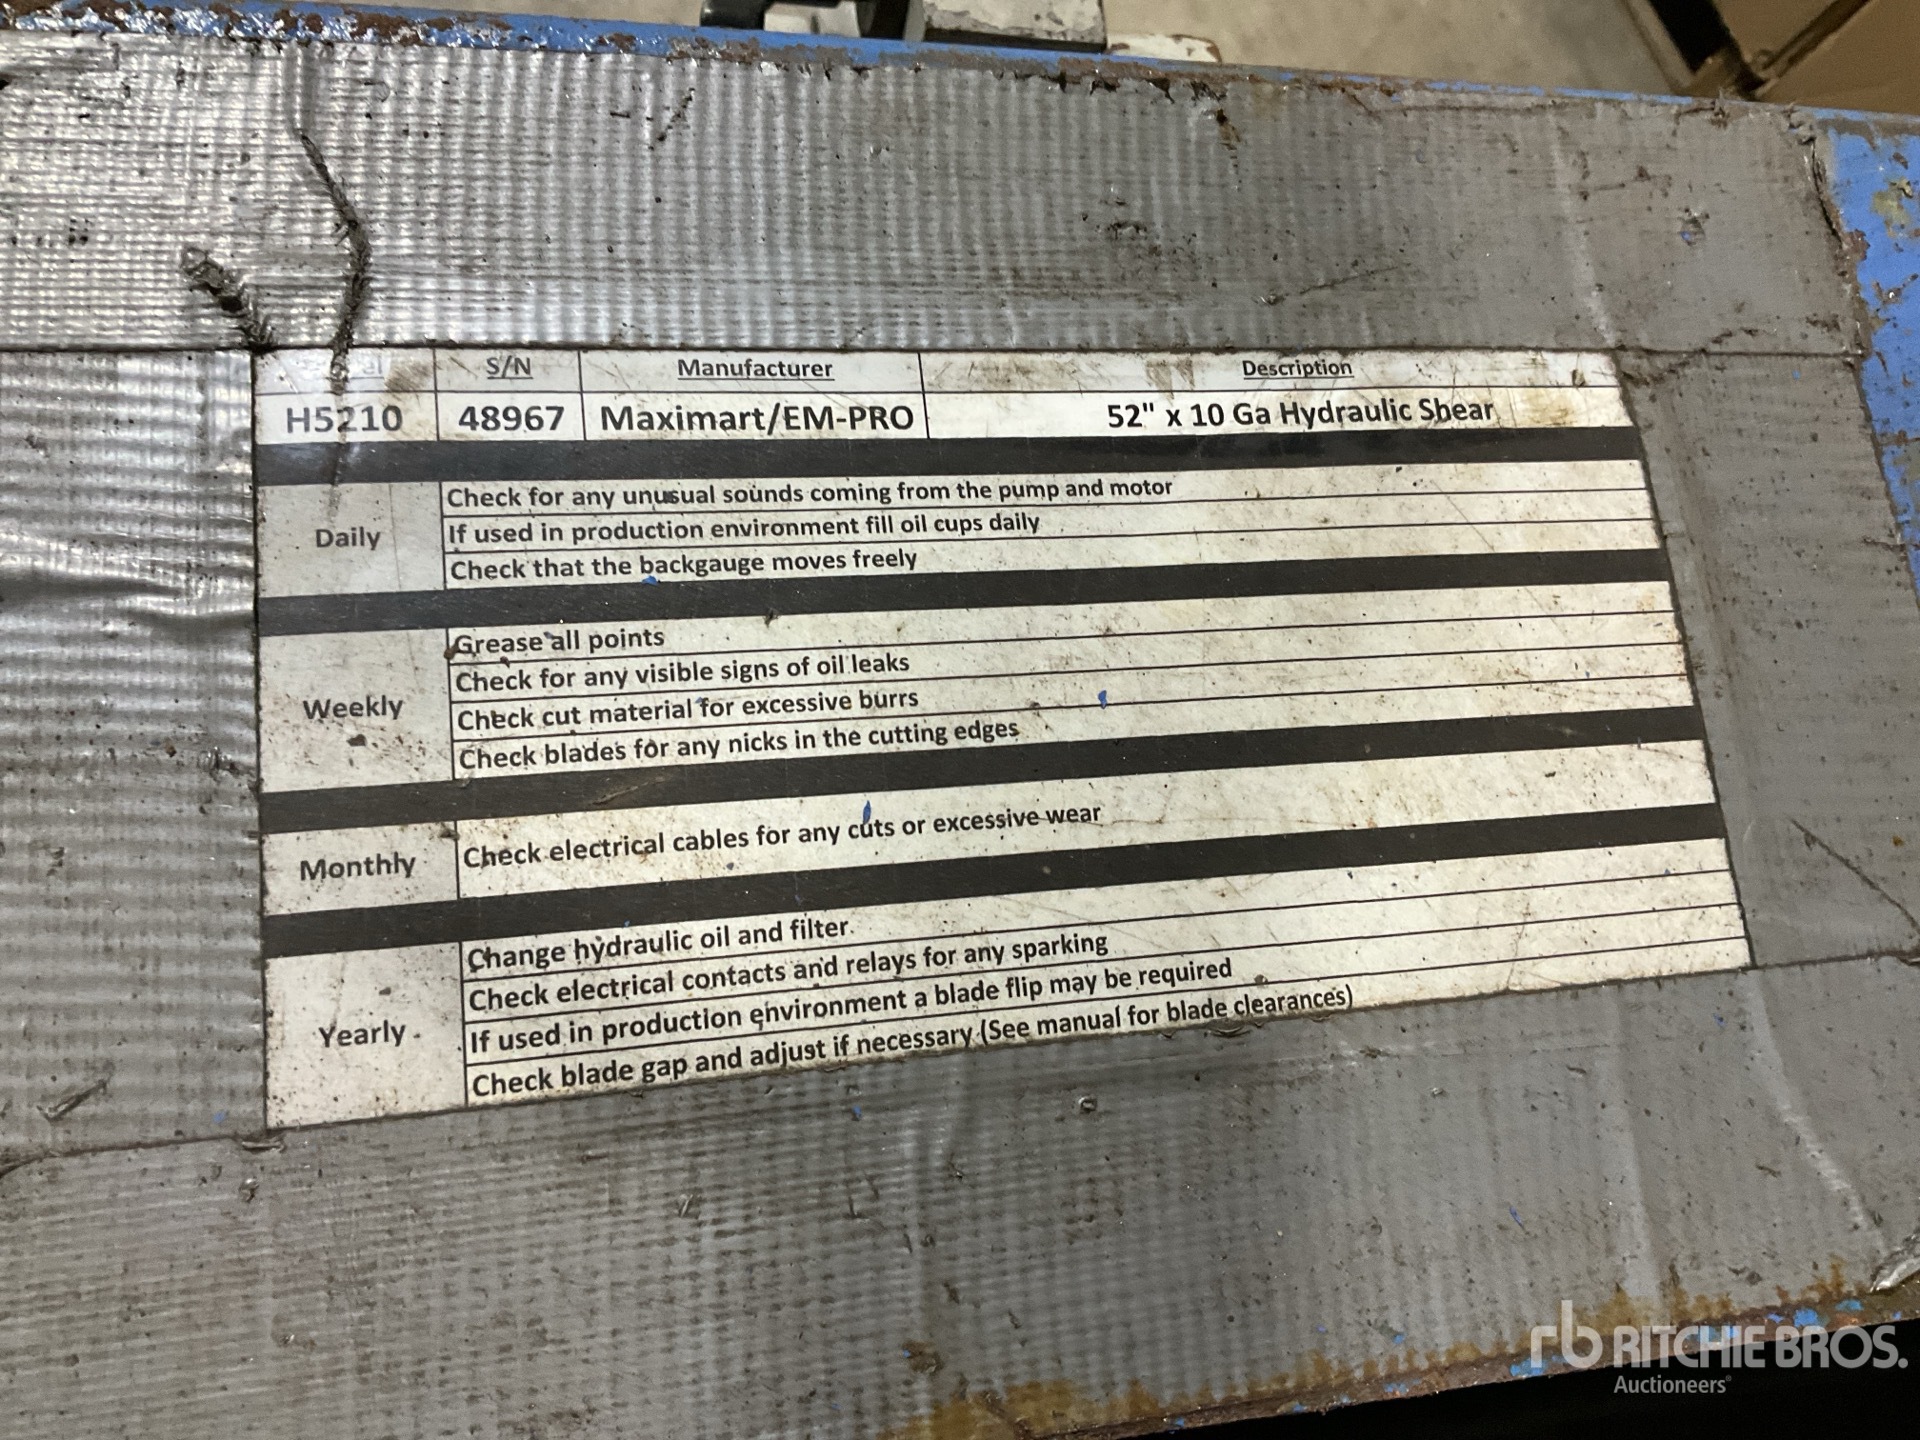 S/N Manufacturer Description
H5210 48967 Maximart/EM-PRO 52" x 10 Ga Hydraulic Shear
Daily
Check for any unusual sounds coming from the pump and motor
If used in production environment fill oil cups daily
Check that the backgauge moves freely
Weekly
Grease all points
Check for any visible signs of oil leaks
Check cut material for excessive burrs
Check blades for any nicks in the cutting edges
Monthly
Check electrical cables for any cuts or excessive wear
Yearly
Change hydraulic oil and filter
Check electrical contacts and relays for any sparking
If used in production environment a blade flip may be required
Check blade gap and adjust if necessary (See manual for blade clearances)
rb RITCHIE BROS.
Auctioneers